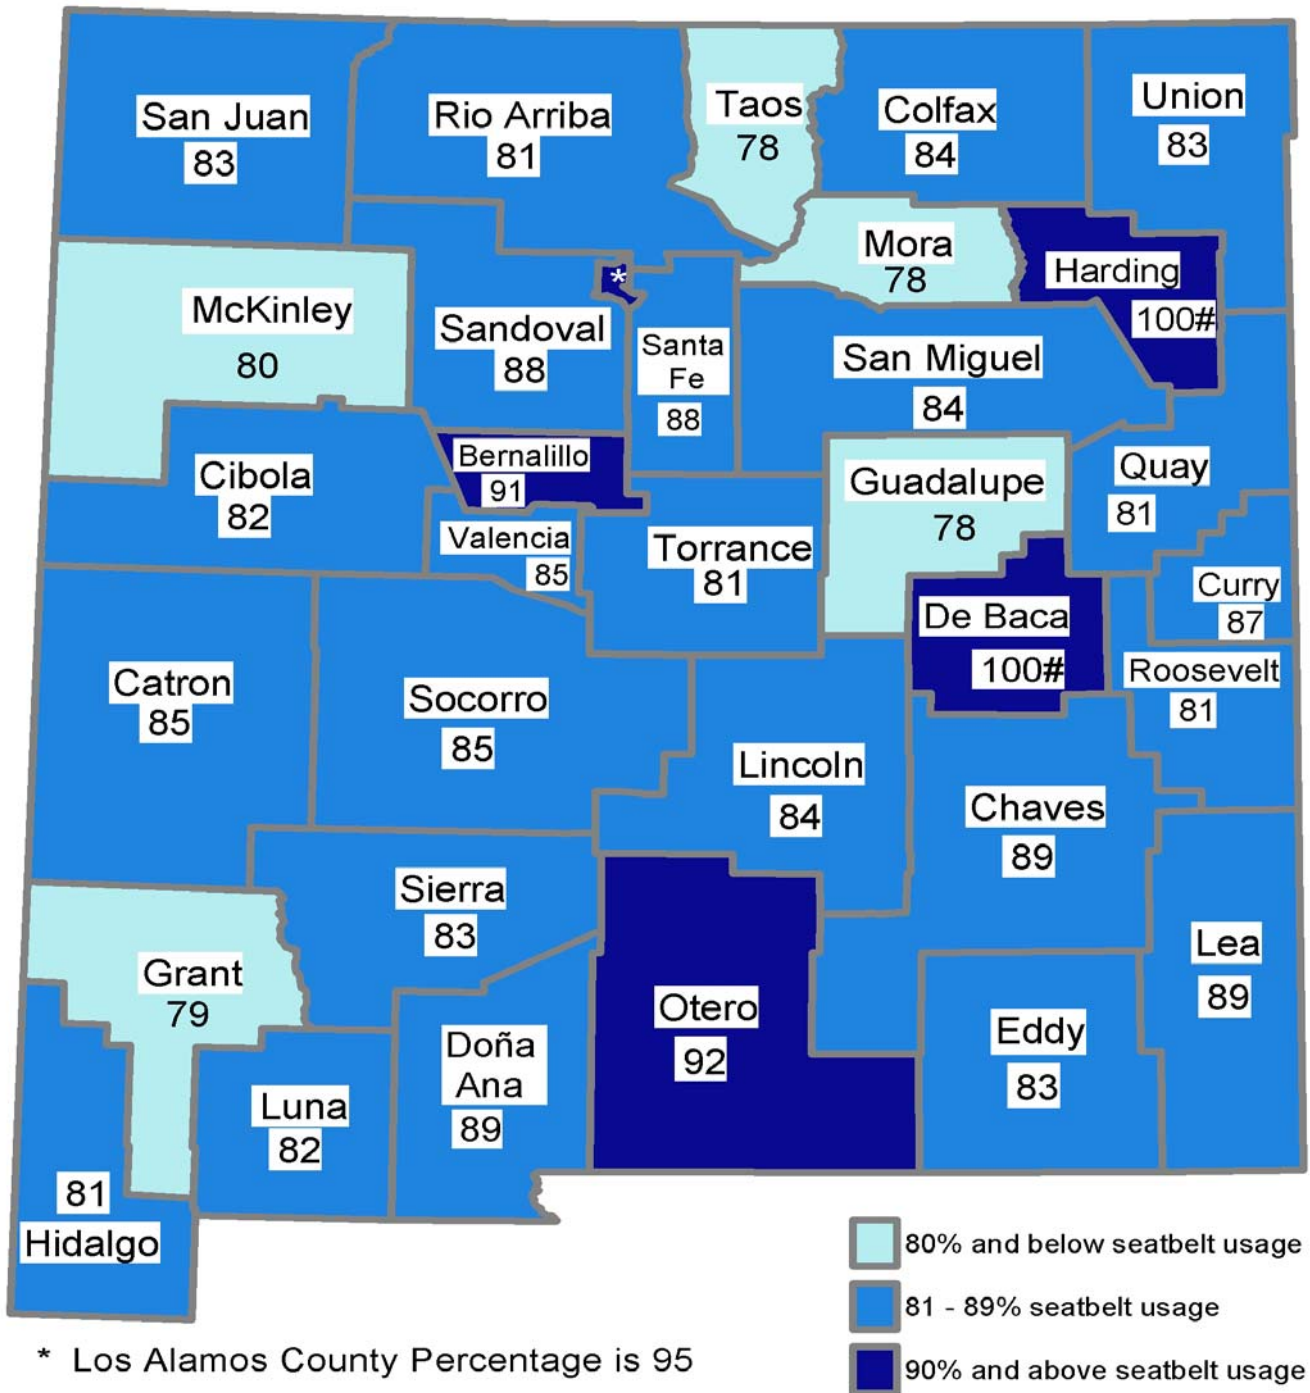 San Juan
83
Rio Arriba
81
Taos
78
Colfax
84
Union
83
McKinley
80
Sandoval
88
*
Santa
Fe
88
Mora
78
Harding
100#
San Miguel
84
Cibola
82
Bernalillo
91
Valencia
85
Torrance
81
Guadalupe
78
Quay
81
Curry
87
De Baca
100#
Roosevelt
81
Catron
85
Socorro
85
Lincoln
84
Chaves
89
Sierra
83
Grant
79
Otero
92
Lea
89
Eddy
83
Doña
Ana
89
Luna
82
81
Hidalgo
80% and below seatbelt usage
81 - 89% seatbelt usage
90% and above seatbelt usage
* Los Alamos County Percentage is 95